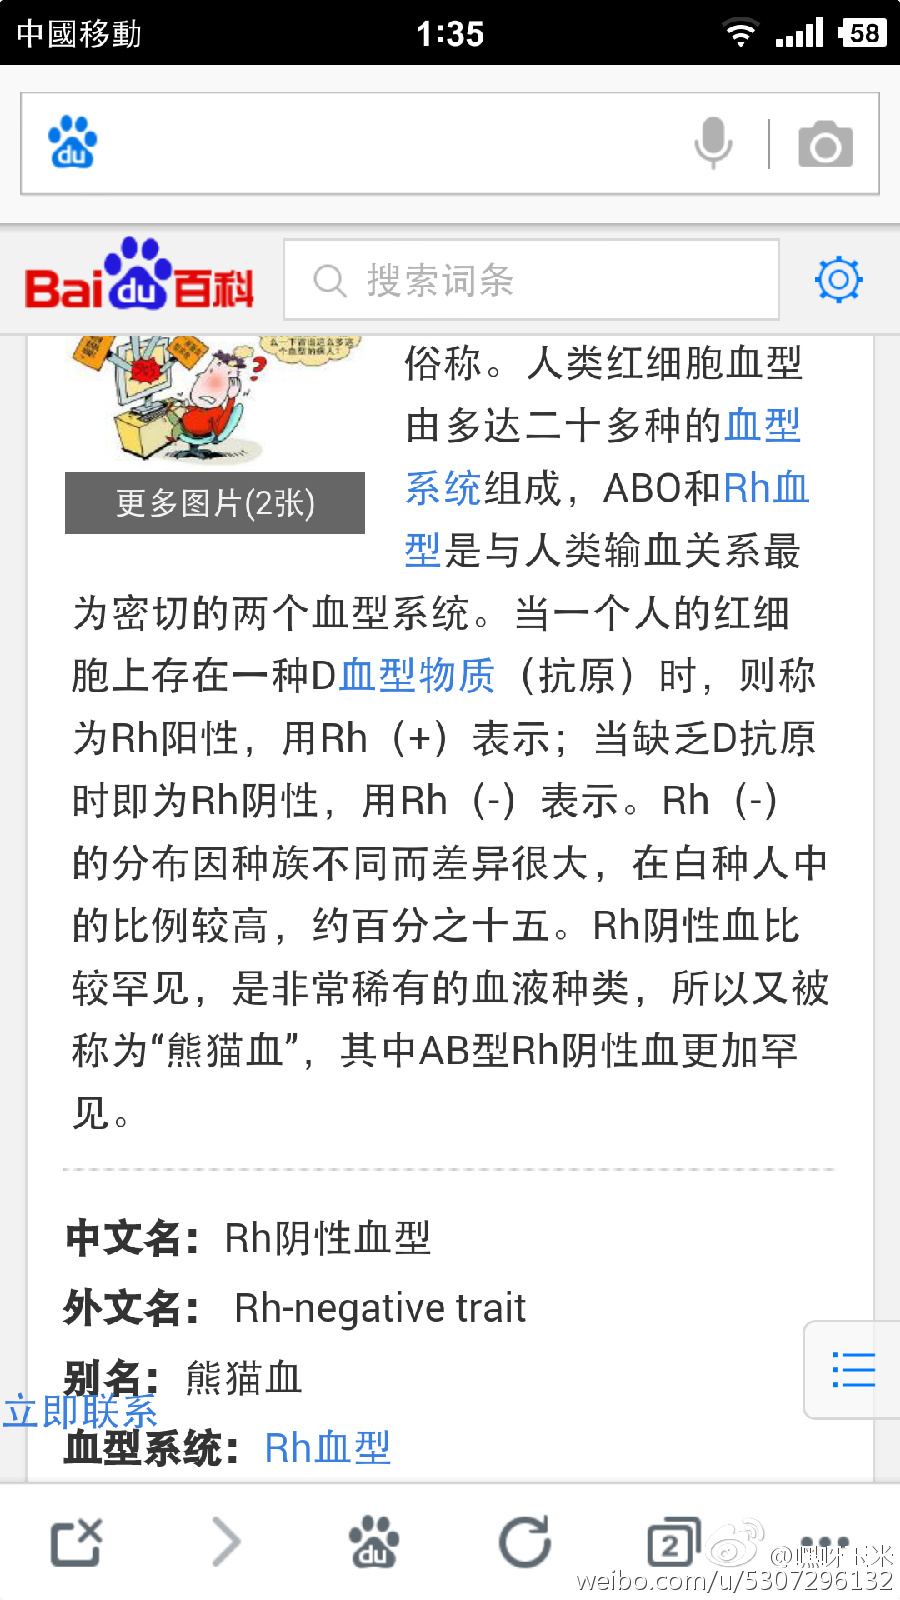 中國移動
1:35
58
du
Bai du 百科
搜索词条
更多图片(2张)
俗称。人类红细胞血型
由多达二十多种的血型
系统组成，ABO和Rh血
型是与人类输血关系最
为密切的两个血型系统。当一个人的红细
胞上存在一种D血型物质（抗原）时，则称
为Rh阳性，用Rh（+）表示；当缺乏D抗原
时即为Rh阴性，用Rh（-）表示。Rh（-）
的分布因种族不同而差异很大，在白种人中
的比例较高，约百分之十五。Rh阴性血比
较罕见，是非常稀有的血液种类，所以又被
称为“熊猫血”，其中AB型Rh阴性血更加罕
见。
中文名：Rh阴性血型
外文名：Rh-negative trait
别名：熊猫血
立即联系
血型系统：Rh血型
du
2
weibo.com/u/5307296132